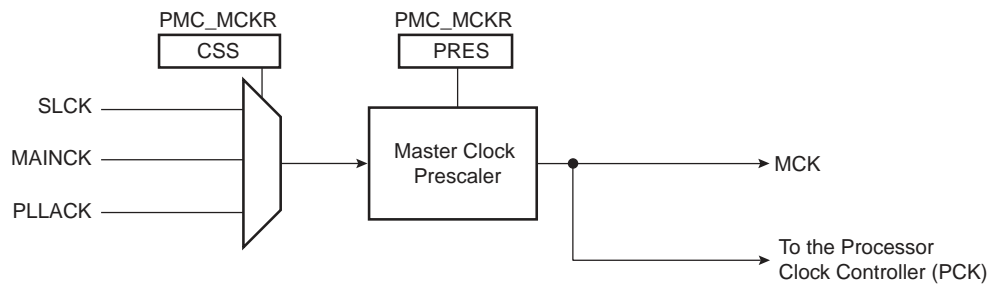 PMC_MCKR
PMC_MCKR
CSS
PRES
SLCK
MAINCK
PLLACK
Master Clock
Prescaler
MCK
To the Processor
Clock Controller (PCK)